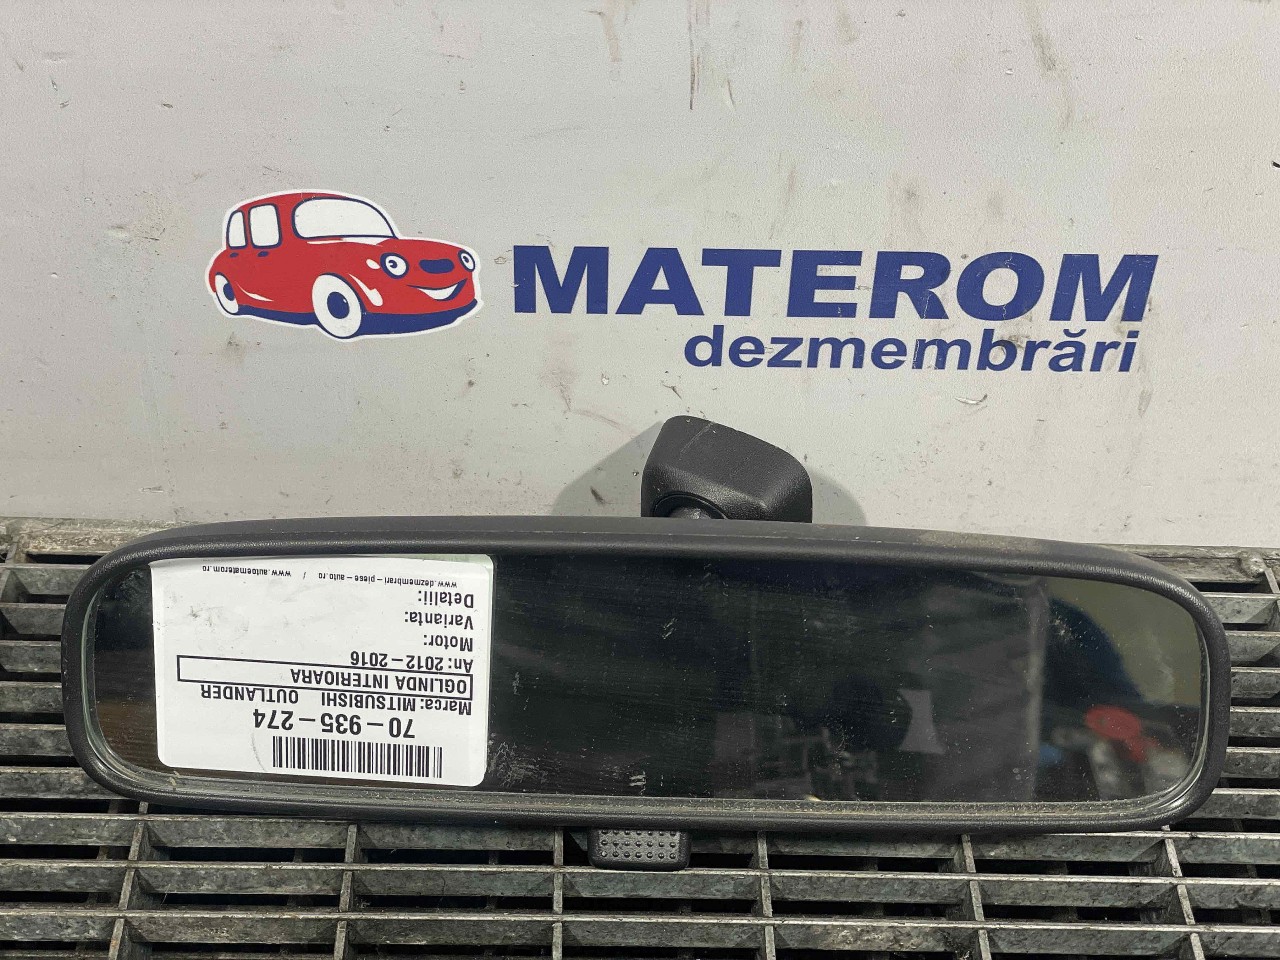 MATEROM
dezmembrări
70-935-274
Marca: MITSUBISHI OUTLANDER
OGLINDA INTERIOARA
An: 2012-2016
Motor:
Varianta:
Detalii:
www.dezmembrari-piese-auto.ro / www.automaterom.ro